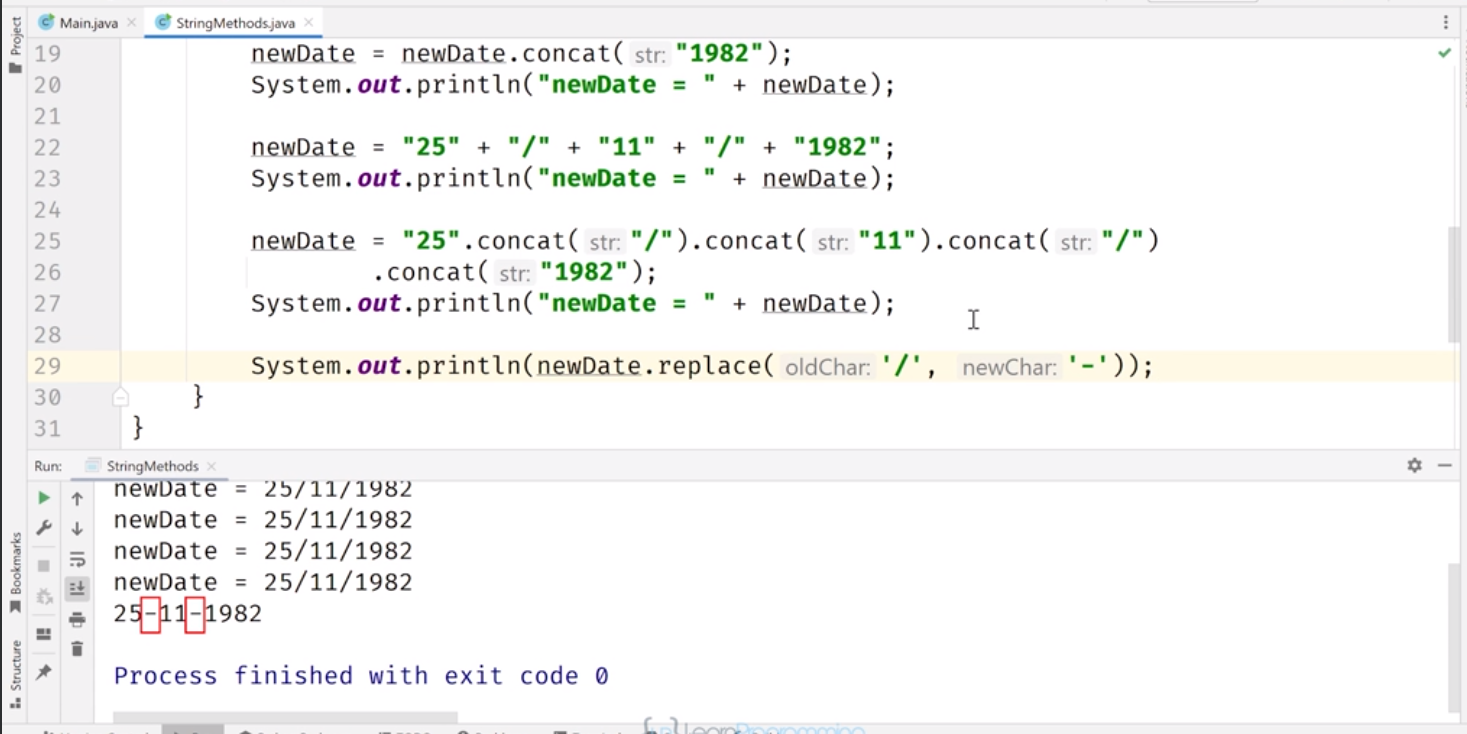 Project
Main.java
StringMethods.java
19 newDate = newDate.concat( str: "1982");
20 System.out.println("newDate = " + newDate);
21
22 newDate = "25" + "/" + "11" + "/" + "1982";
23 System.out.println("newDate = " + newDate);
24
25 newDate = "25".concat( str: "/").concat( str: "11").concat( str: "/")
26 .concat( str: "1982");
27 System.out.println("newDate = " + newDate);
28
29 System.out.println(newDate.replace( oldChar: '/', newChar: '-'));
30 }
31 }
Run: StringMethods
newDate = 25/11/1982
newDate = 25/11/1982
newDate = 25/11/1982
newDate = 25/11/1982
25-11-1982
Process finished with exit code 0
Bookmarks
Structure